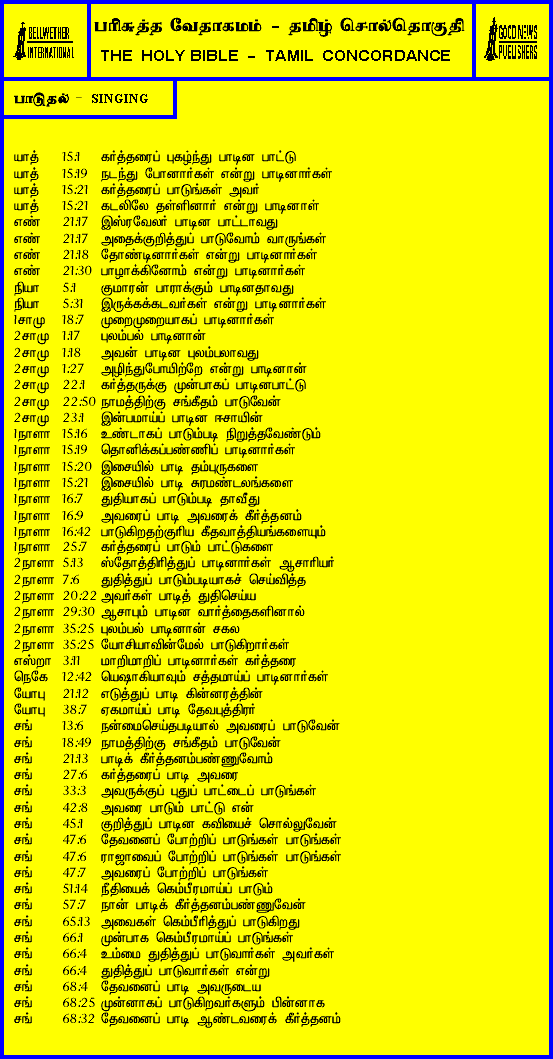 BELLWETHER
INTERNATIONAL
பரிசுத்த வேதாகமம் - தமிழ் சொல்தொகுதி
THE HOLY BIBLE - TAMIL CONCORDANCE
GOOD NEWS
PUBLISHERS
பாடுதல் - SINGING
யாத் 15:1 கர்த்தரைப் புகழ்ந்து பாடின பாட்டு
யாத் 15:19 நடந்து போனார்கள் என்று பாடினார்கள்
யாத் 15:21 கர்த்தரைப் பாடுங்கள் அவர்
யாத் 15:21 கடலிலே தள்ளினார் என்று பாடினாள்
எண் 21:17 இஸ்ரவேலர் பாடின பாட்டாவது
எண் 21:17 அதைக்குறித்துப் பாடுவோம் வாருங்கள்
எண் 21:18 தோண்டினார்கள் என்று பாடினார்கள்
எண் 21:30 பாழாக்கினோம் என்று பாடினார்கள்
நியா 5:1 குமாரன் பாராக்கும் பாடினதாவது
நியா 5:31 இருக்கக்கடவர்கள் என்று பாடினார்கள்
1சாமு 18:7 முறைமுறையாகப் பாடினார்கள்
2சாமு 1:17 புலம்பல் பாடினான்
2சாமு 1:18 அவன் பாடின புலம்பலாவது
2சாமு 1:27 அழிந்துபோயிற்றே என்று பாடினான்
2சாமு 22:1 கர்த்தருக்கு முன்பாகப் பாடினபாட்டு
2சாமு 22:50 நாமத்திற்கு சங்கீதம் பாடுவேன்
2சாமு 23:1 இன்பமாய்ப் பாடின ஈசாயின்
1நாளா 15:16 உண்டாகப் பாடும்படி நிறுத்தவேண்டும்
1நாளா 15:19 தொனிக்கப்பண்ணிப் பாடினார்கள்
1நாளா 15:20 இசையில் பாடி தம்புருகளை
1நாளா 15:21 இசையில் பாடி சுரமண்டலங்களை
1நாளா 16:7 துதியாகப் பாடும்படி தாவீது
1நாளா 16:9 அவரைப் பாடி அவரைக் கீர்த்தனம்
1நாளா 16:42 பாடுகிறதற்குரிய கீதவாத்தியங்களையும்
1நாளா 25:7 கர்த்தரைப் பாடும் பாட்டுகளை
2நாளா 5:13 ஸ்தோத்திரித்துப் பாடினார்கள் ஆசாரியர்
2நாளா 7:6 துதித்துப் பாடும்படியாகச் செய்வித்த
2நாளா 20:22 அவர்கள் பாடித் துதிசெய்ய
2நாளா 29:30 ஆசாபும் பாடின வார்த்தைகளினால்
2நாளா 35:25 புலம்பல் பாடினான் சகல
2நாளா 35:25 யோசியாவின்மேல் பாடுகிறார்கள்
எஸ்றா 3:11 மாறிமாறிப் பாடினார்கள் கர்த்தரை
நெகே 12:42 யெஷாகியாவும் சத்தமாய்ப் பாடினார்கள்
யோபு 21:12 எடுத்துப் பாடி கின்னரத்தின்
யோபு 38:7 ஏகமாய்ப் பாடி தேவபுத்திரர்
சங் 13:6 நன்மைசெய்தபடியால் அவரைப் பாடுவேன்
சங் 18:49 நாமத்திற்கு சங்கீதம் பாடுவேன்
சங் 21:13 பாடிக் கீர்த்தனம்பண்ணுவோம்
சங் 27:6 கர்த்தரைப் பாடி அவரை
சங் 33:3 அவருக்குப் புதுப் பாட்டைப் பாடுங்கள்
சங் 42:8 அவரை பாடும் பாட்டு என்
சங் 45:1 குறித்துப் பாடின கவியைச் சொல்லுவேன்
சங் 47:6 தேவனைப் போற்றிப் பாடுங்கள் பாடுங்கள்
சங் 47:6 ராஜாவைப் போற்றிப் பாடுங்கள் பாடுங்கள்
சங் 47:7 அவரைப் போற்றிப் பாடுங்கள்
சங் 51:14 நீதியைக் கெம்பீரமாய்ப் பாடும்
சங் 57:7 நான் பாடிக் கீர்த்தனம்பண்ணுவேன்
சங் 65:13 அவைகள் கெம்பீரித்துப் பாடுகிறது
சங் 66:1 முன்பாக கெம்பீரமாய்ப் பாடுங்கள்
சங் 66:4 உம்மை துதித்துப் பாடுவார்கள் அவர்கள்
சங் 66:4 துதித்துப் பாடுவார்கள் என்று
சங் 68:4 தேவனைப் பாடி அவருடைய
சங் 68:25 முன்னாகப் பாடுகிறவர்களும் பின்னாக
சங் 68:32 தேவனைப் பாடி ஆண்டவரைக் கீர்த்தனம்